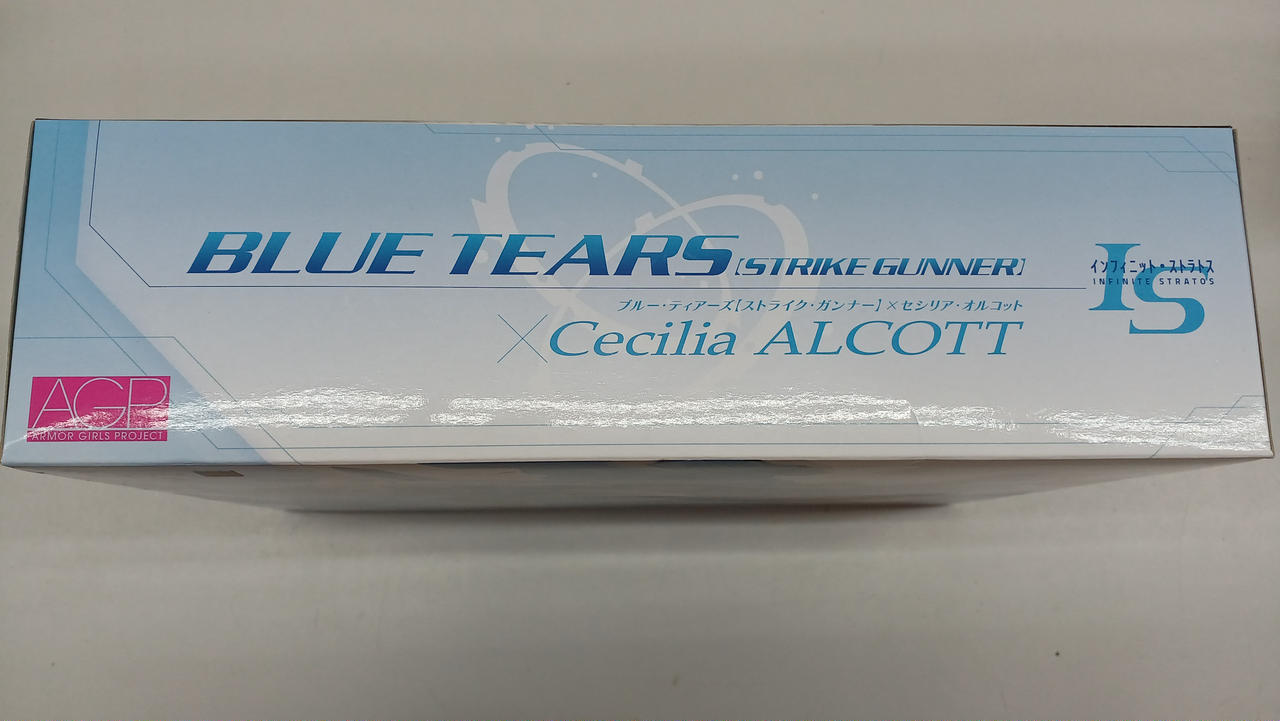 BLUE TEARS [STRIKE GUNNER]
ブルー・ティアーズ【ストライク・ガンナー】×セシリア・オルコット
×Cecilia ALCOTT
IS
インフィニット・ストラトス
INFINITE STRATOS
AGP
ARMOR GIRLS PROJECT